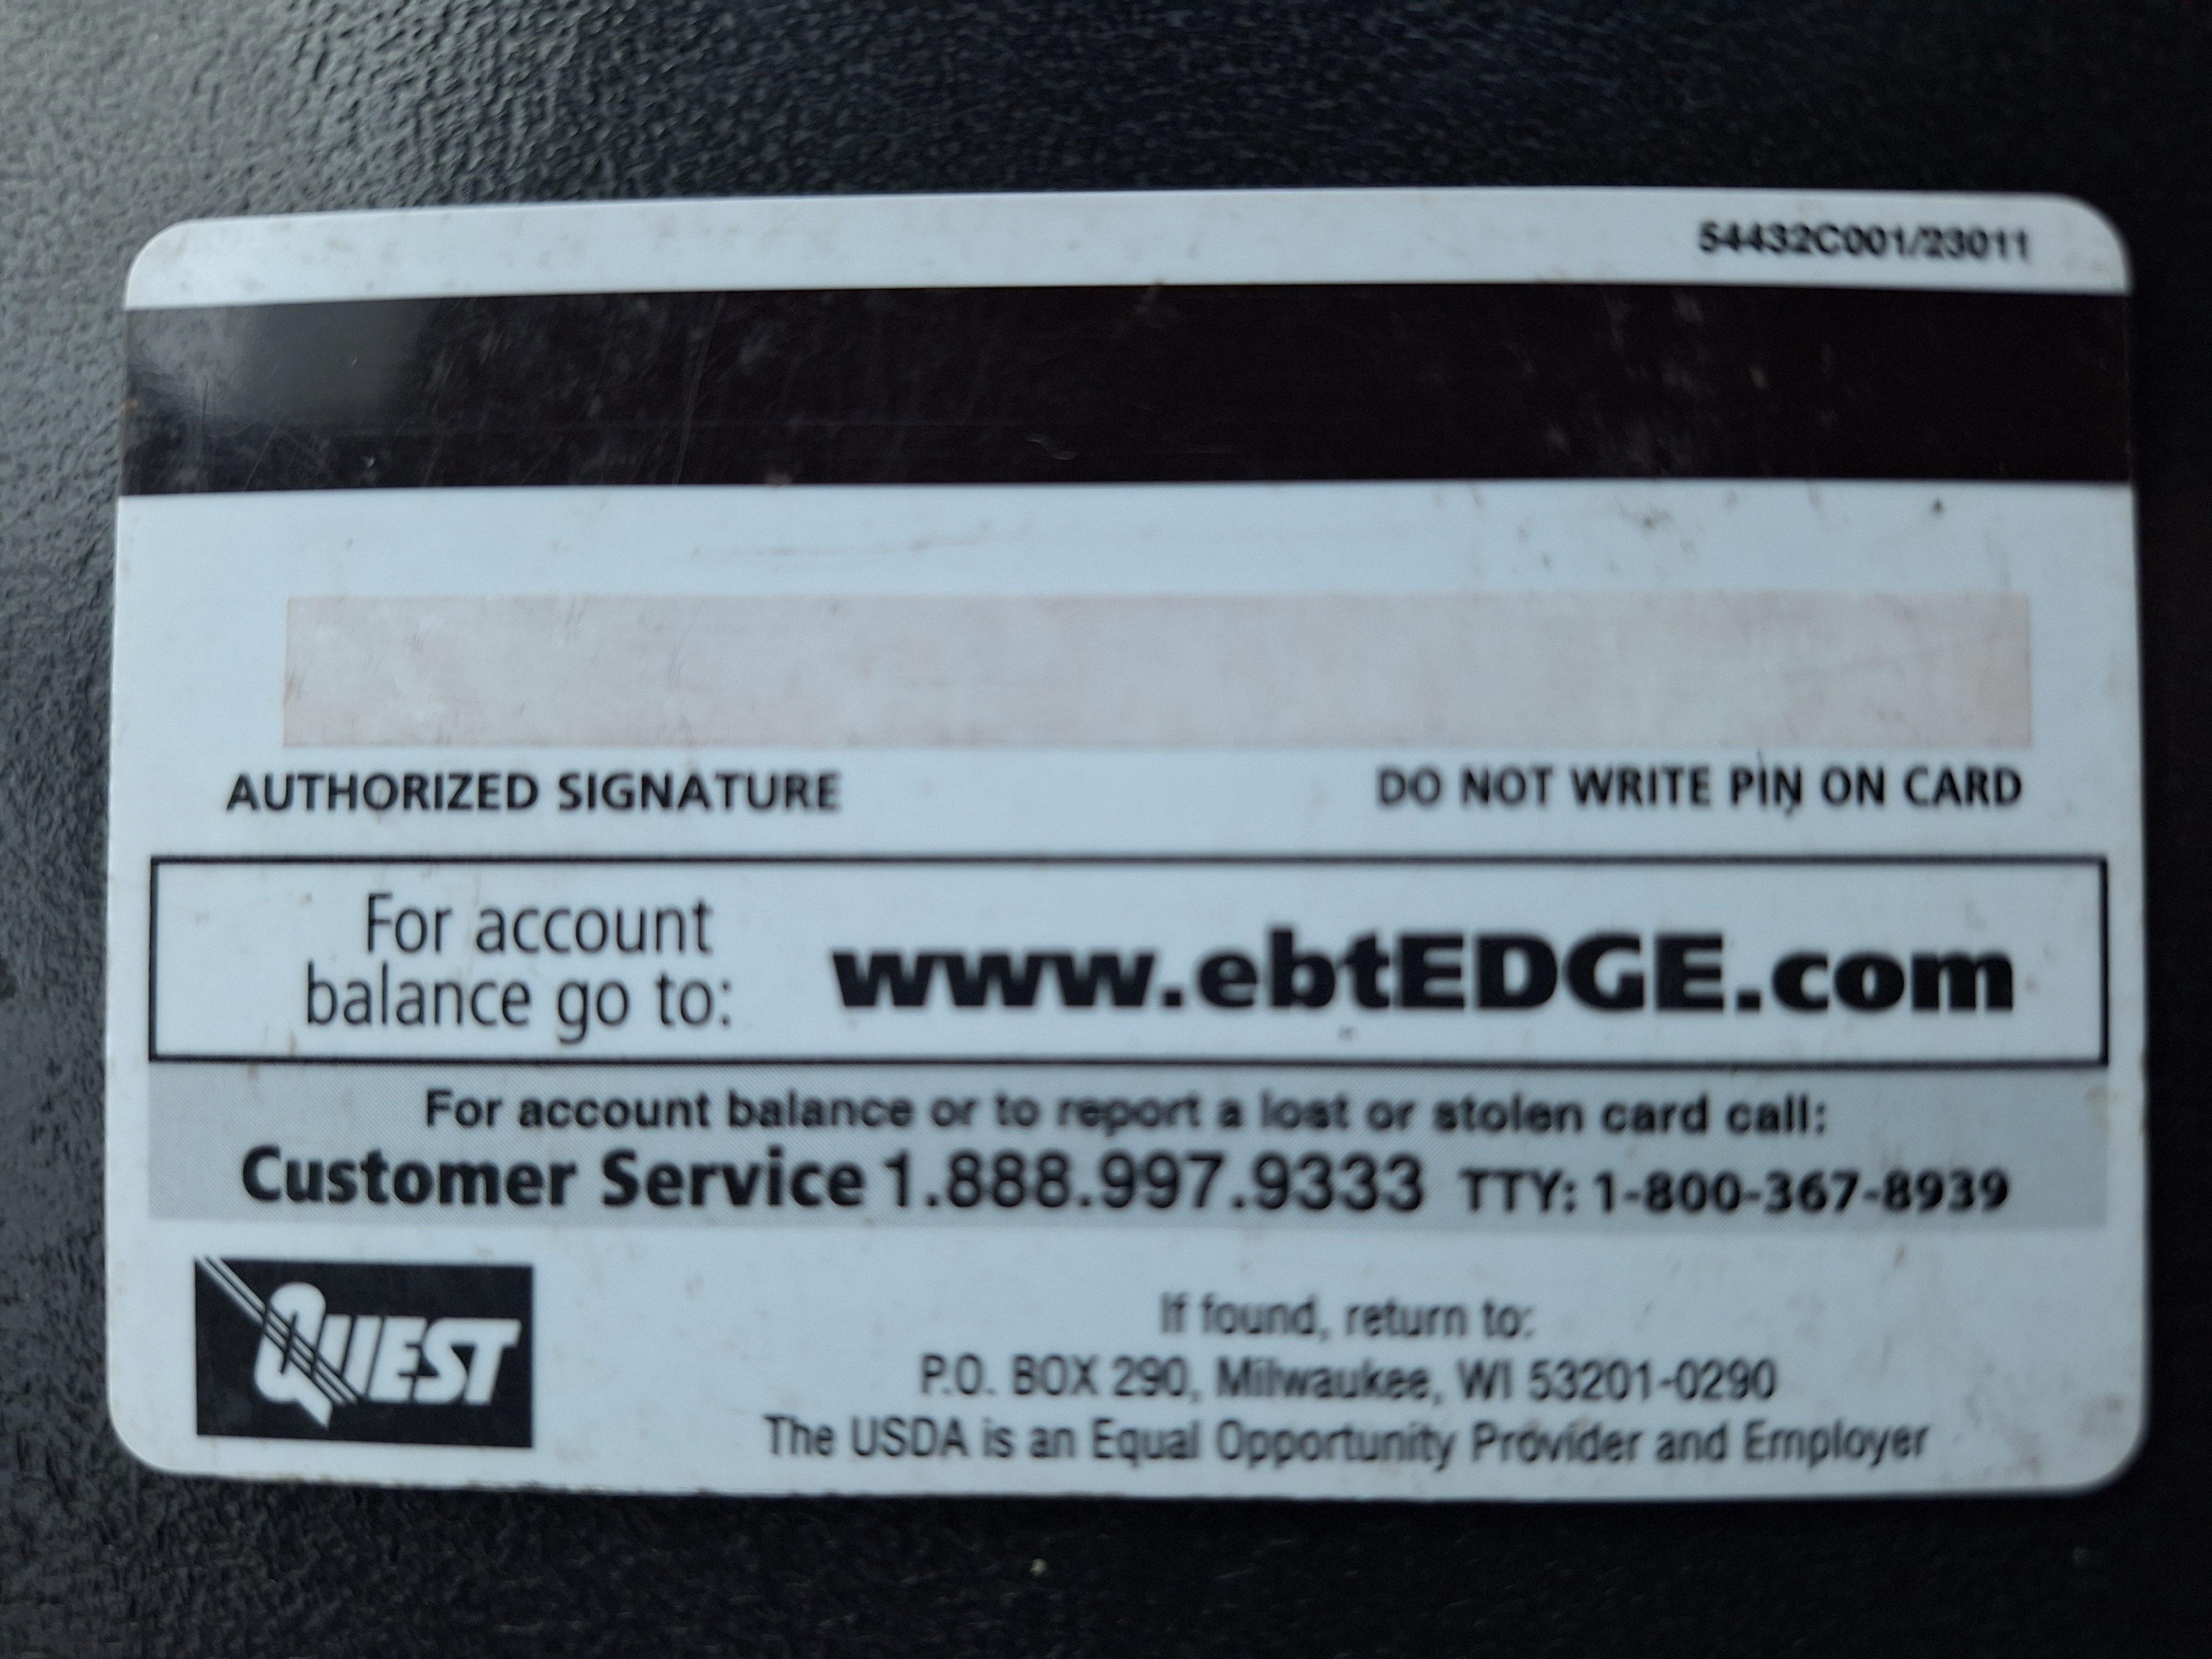 54432C001/23011
AUTHORIZED SIGNATURE DO NOT WRITE PIN ON CARD
For account
balance go to: www.ebtEDGE.com
For account balance or to report a lost or stolen card call:
Customer Service 1.888.997.9333 TTY: 1-800-367-8939
QUEST
If found, return to:
P.O. BOX 290, Milwaukee, WI 53201-0290
The USDA is an Equal Opportunity Provider and Employer